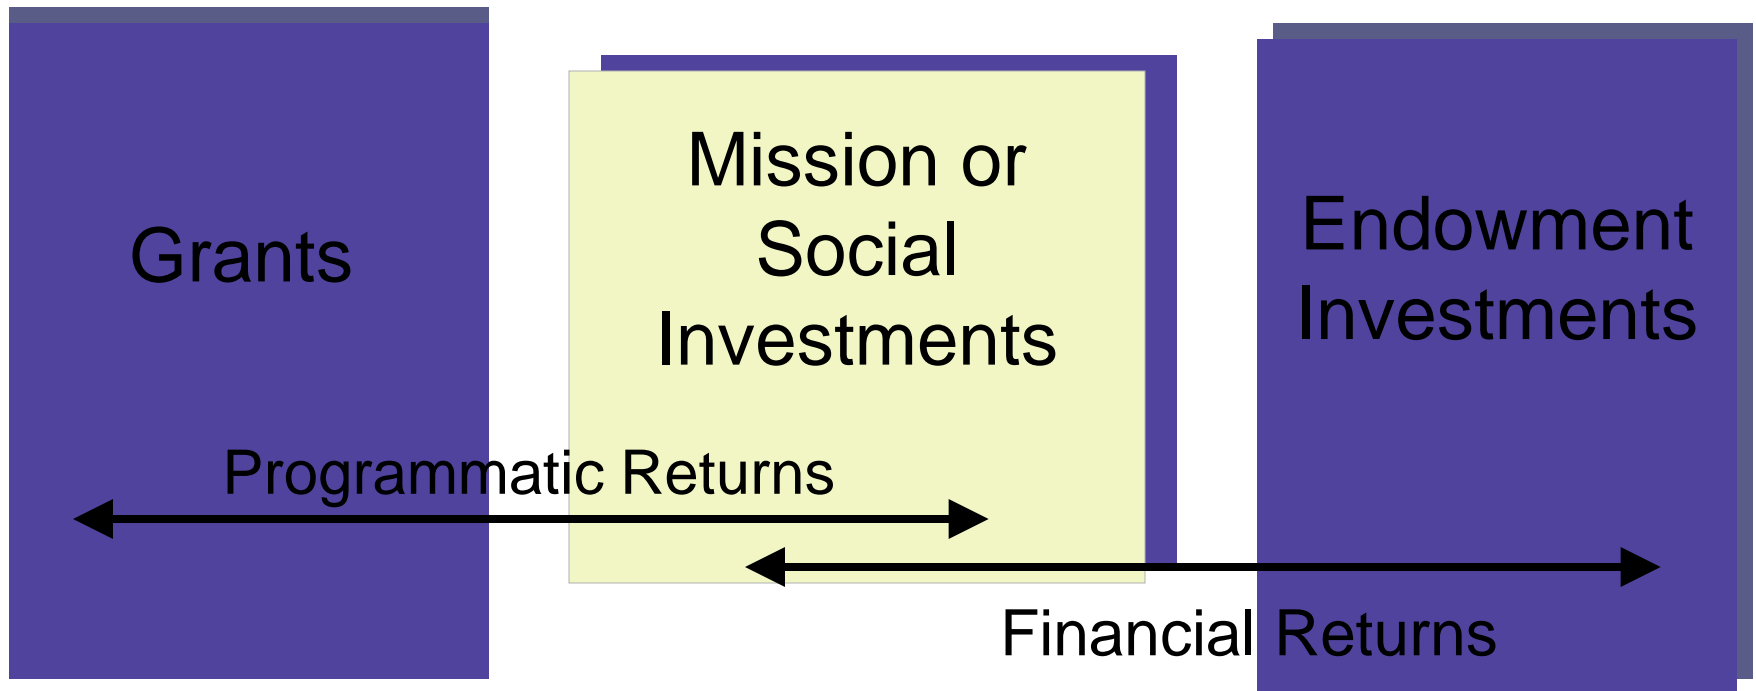 Grants
Mission or
Social
Investments
Endowment
Investments
Programmatic Returns
Financial Returns